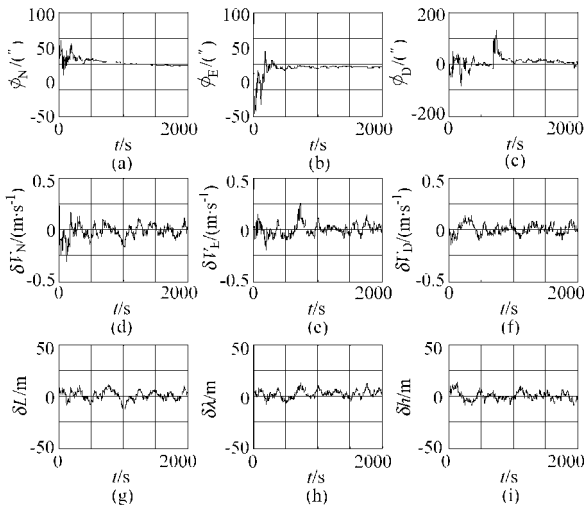 100 50 0 -50
ϕN/(″)
0 2000
t/s
(a)
50 0 -50
ϕE/(″)
0 2000
t/s
(b)
200 0 -200
ϕD/(″)
0 2000
t/s
(c)
0.5 0 -0.5
δVN/(m·s-1)
0 2000
t/s
(d)
0.5 0 -0.5
δVE/(m·s-1)
0 2000
t/s
(e)
0.5 0 -0.5
δVD/(m·s-1)
0 2000
t/s
(f)
50 0 -50
δL/m
0 2000
t/s
(g)
50 0 -50
δλ/m
0 2000
t/s
(h)
50 0 -50
δh/m
0 2000
t/s
(i)